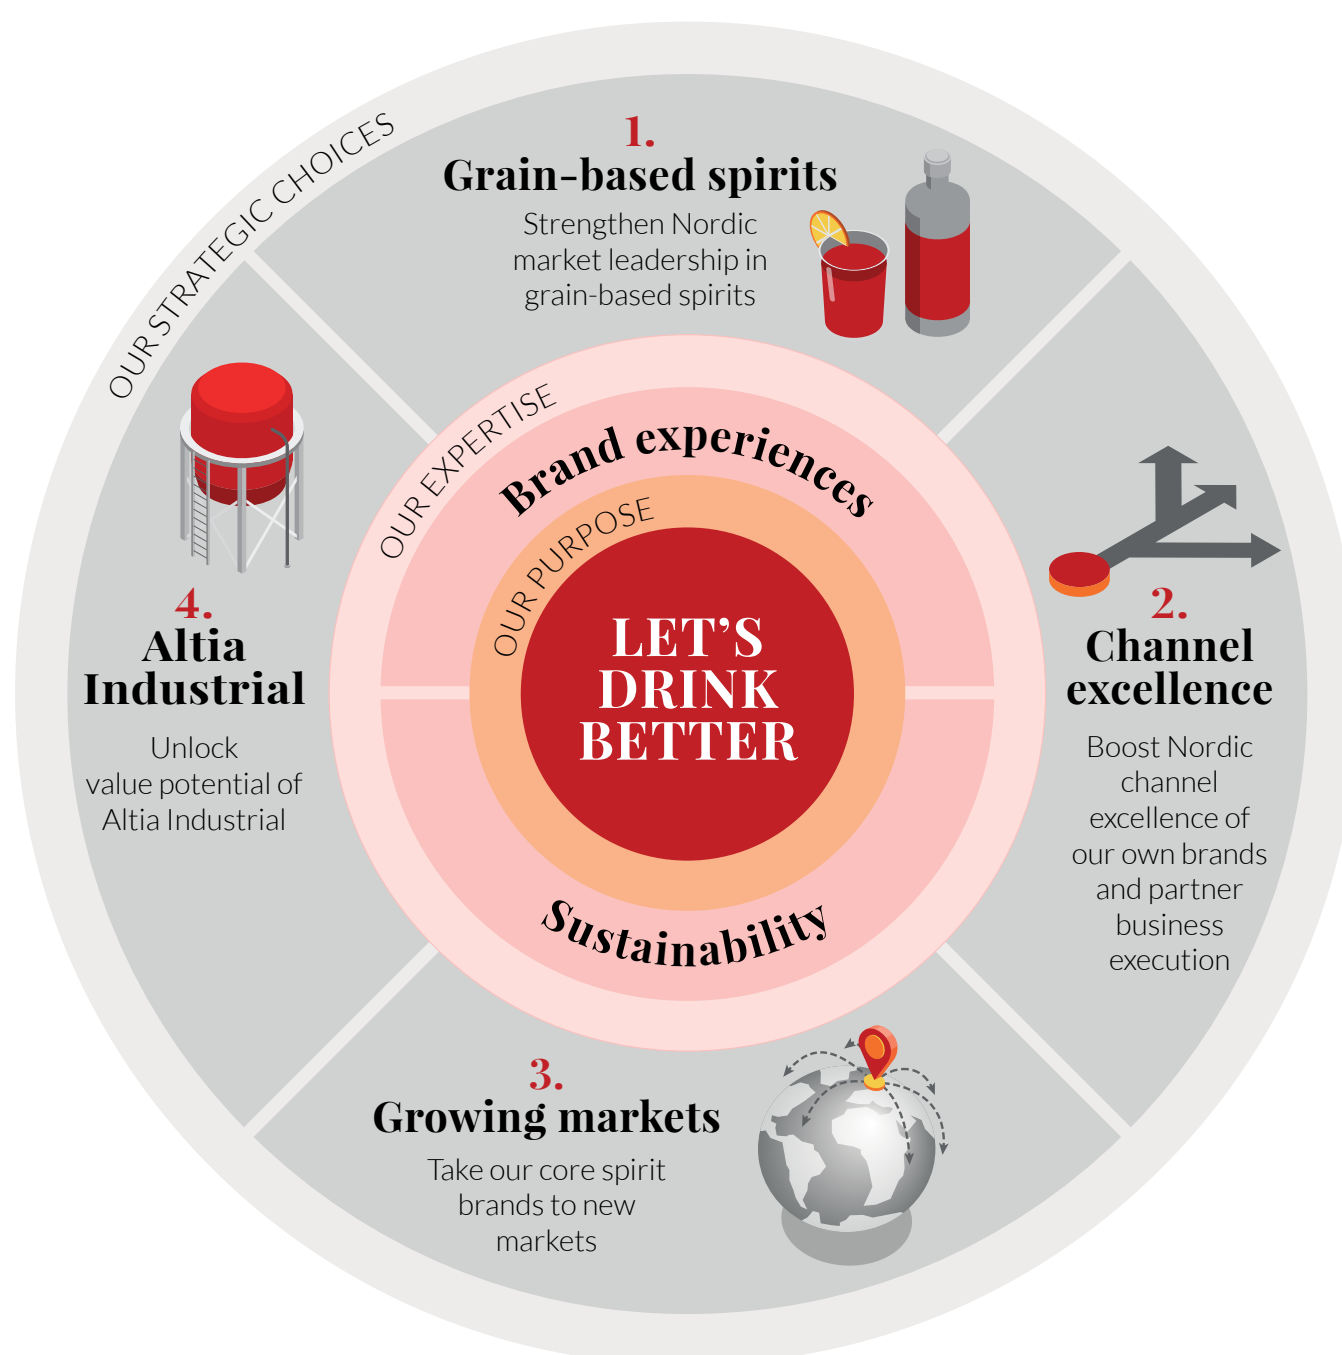 OUR STRATEGIC CHOICES
1.
Grain-based spirits
Strengthen Nordic
market leadership in
grain-based spirits
2.
Channel
excellence
Boost Nordic
channel
excellence of
our own brands
and partner
business
execution
3.
Growing markets
Take our core spirit
brands to new
markets
4.
Altia
Industrial
Unlock
value potential of
Altia Industrial
OUR EXPERTISE
Brand experiences
Sustainability
OUR PURPOSE
LET’S
DRINK
BETTER